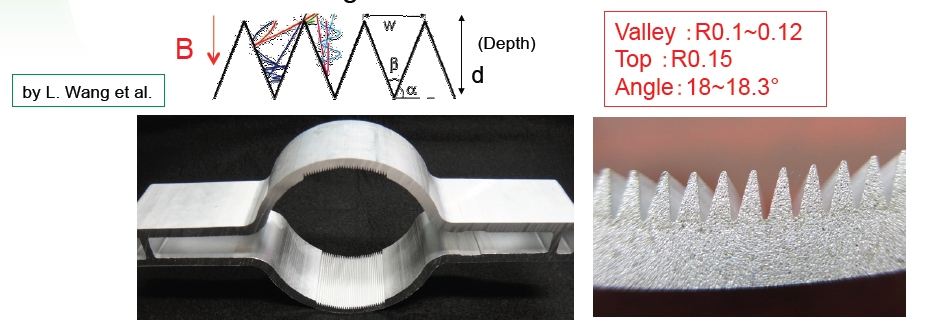 B
W
(Depth)
β
d
α
by L. Wang et al.
Valley :R0.1~0.12
Top :R0.15
Angle:18~18.3°